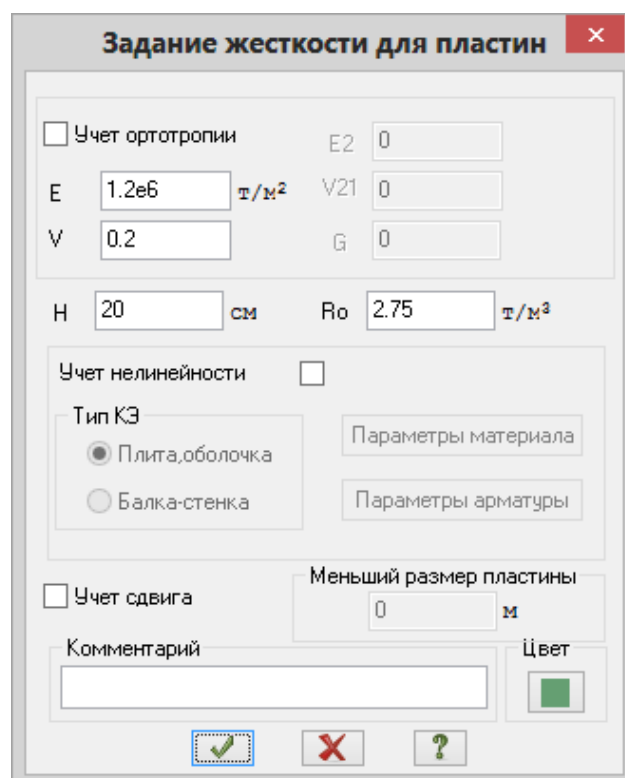 Задание жесткости для пластин
Учет ортотропии
E2 0
E 1.2e6 т/м²
V21 0
V 0.2
G 0
H 20 см
Ro 2.75 т/м³
Учет нелинейности
Тип КЭ
Плита,оболочка
Балка-стенка
Параметры материала
Параметры арматуры
Учет сдвига
Меньший размер пластины
0 м
Комментарий
Цвет
?